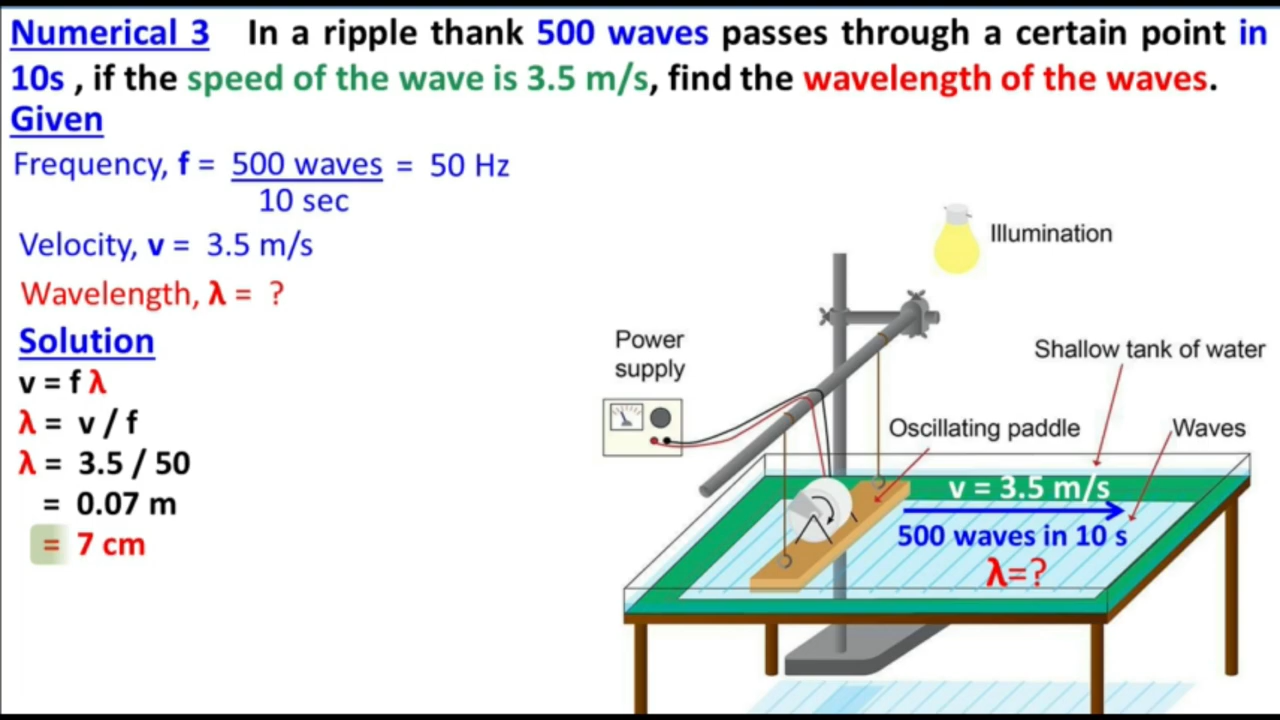 Numerical 3 In a ripple thank 500 waves passes through a certain point in
10s , if the speed of the wave is 3.5 m/s, find the wavelength of the waves.
Given
Frequency, f = 500 waves = 50 Hz
10 sec
Velocity, v = 3.5 m/s
Wavelength, λ = ?
Solution
v = f λ
λ = v / f
λ = 3.5 / 50
= 0.07 m
= 7 cm
Illumination
Power
supply
Shallow tank of water
Oscillating paddle
Waves
v = 3.5 m/s
500 waves in 10 s
λ=?